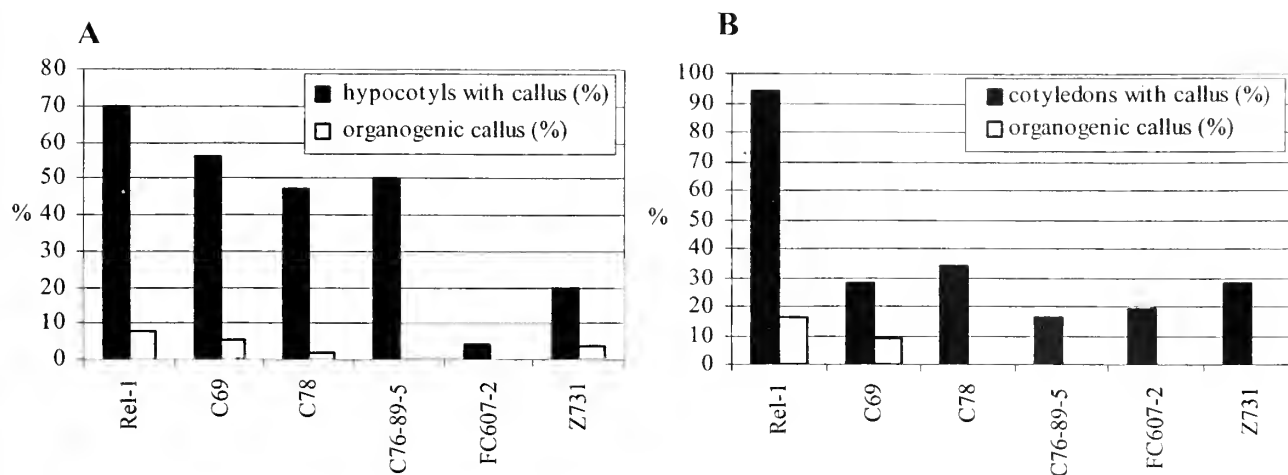 A
80
70
60
50
%
40
30
20
10
0
hypocotyls with callus (%)
organogenic callus (%)
Rel-1
C69
C78
C76-89-5
FC607-2
Z731
B
100
90
80
70
60
%
50
40
30
20
10
0
cotyledons with callus (%)
organogenic callus (%)
Rel-1
C69
C78
C76-89-5
FC607-2
Z731